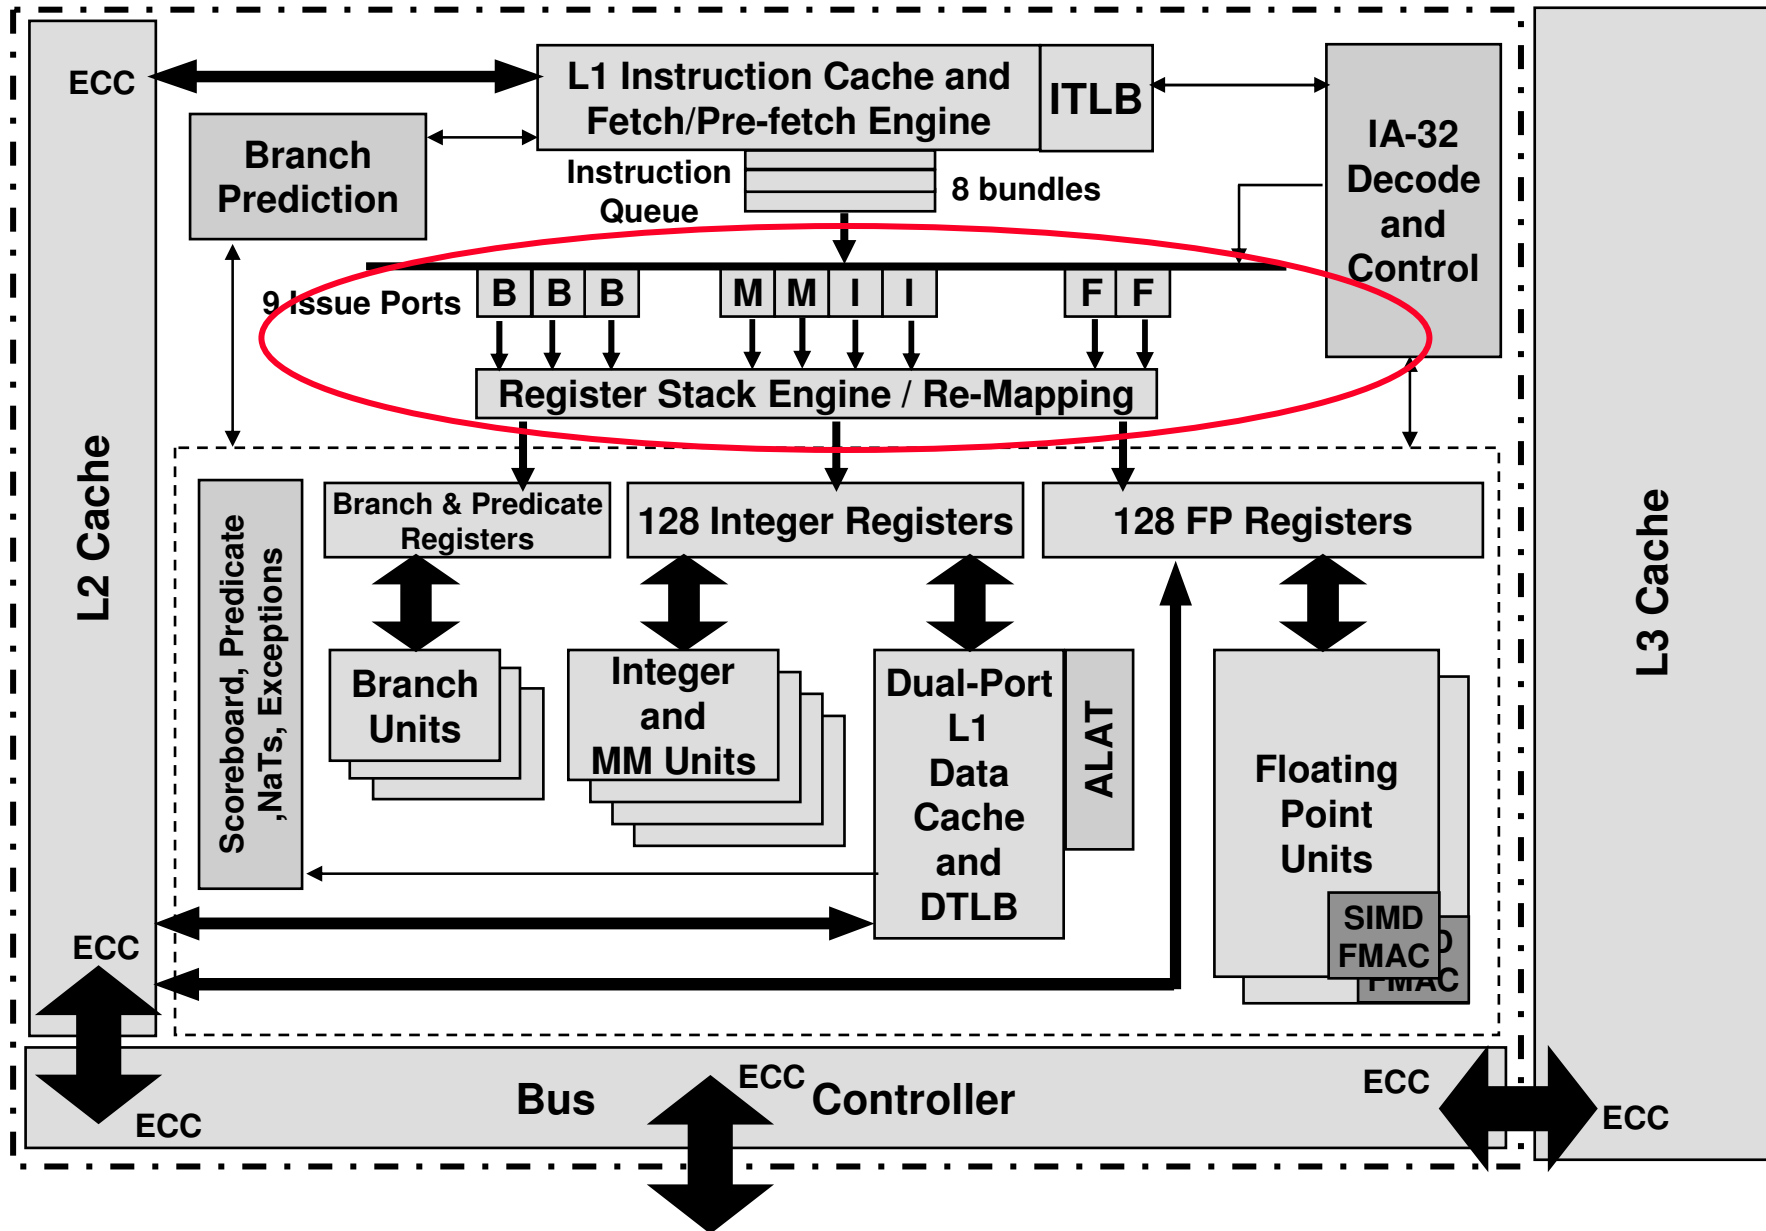 ECC
L1 Instruction Cache and
Fetch/Pre-fetch Engine
ITLB
IA-32
Decode
and
Control
Branch
Prediction
Instruction
Queue
8 bundles
9 Issue Ports
B B B M M I I F F
Register Stack Engine / Re-Mapping
L2 Cache
L3 Cache
Scoreboard, Predicate
,NaTs, Exceptions
Branch & Predicate
Registers
128 Integer Registers
128 FP Registers
Branch
Units
Integer
and
MM Units
Dual-Port
L1
Data
Cache
and
DTLB
ALAT
Floating
Point
Units
SIMD
FMAC
D
FMAC
ECC
ECC
Bus
ECC
Controller
ECC
ECC